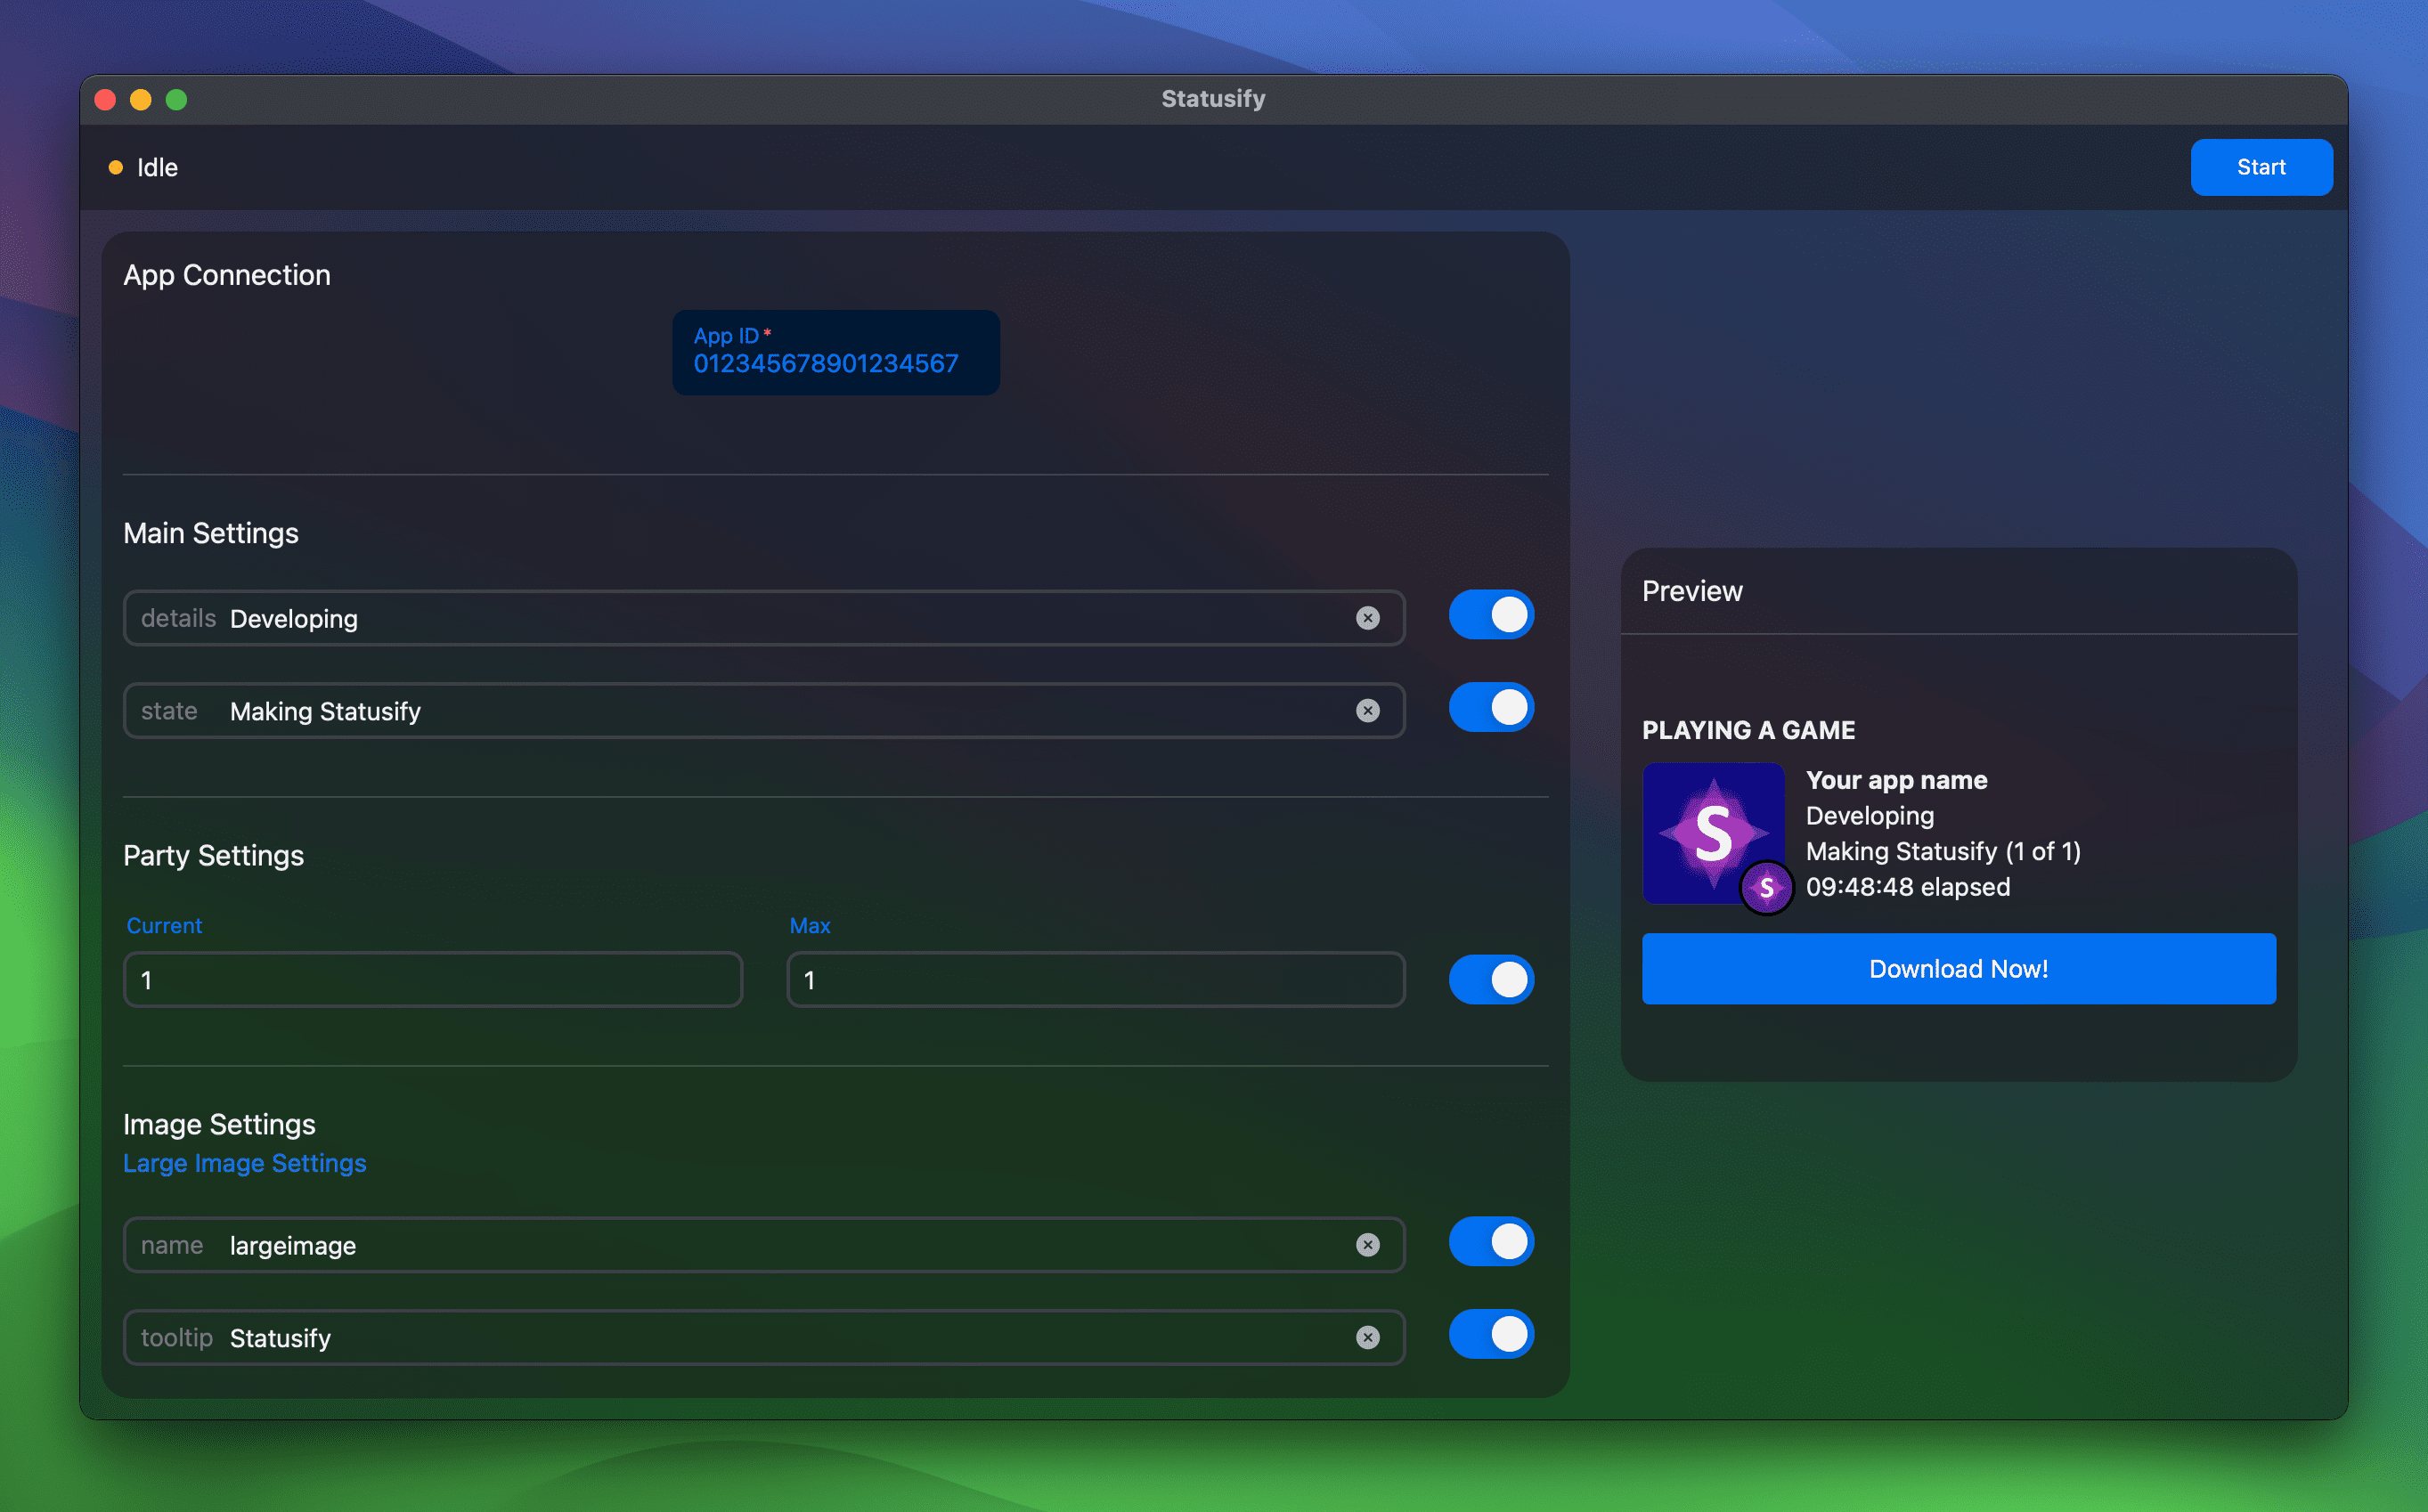 Statusify
Idle
Start
App Connection
App ID*
012345678901234567
Main Settings
details Developing
state Making Statusify
Party Settings
Current
Max
1
1
Image Settings
Large Image Settings
name largeimage
tooltip Statusify
Preview
PLAYING A GAME
S
S
Your app name
Developing
Making Statusify (1 of 1)
09:48:48 elapsed
Download Now!